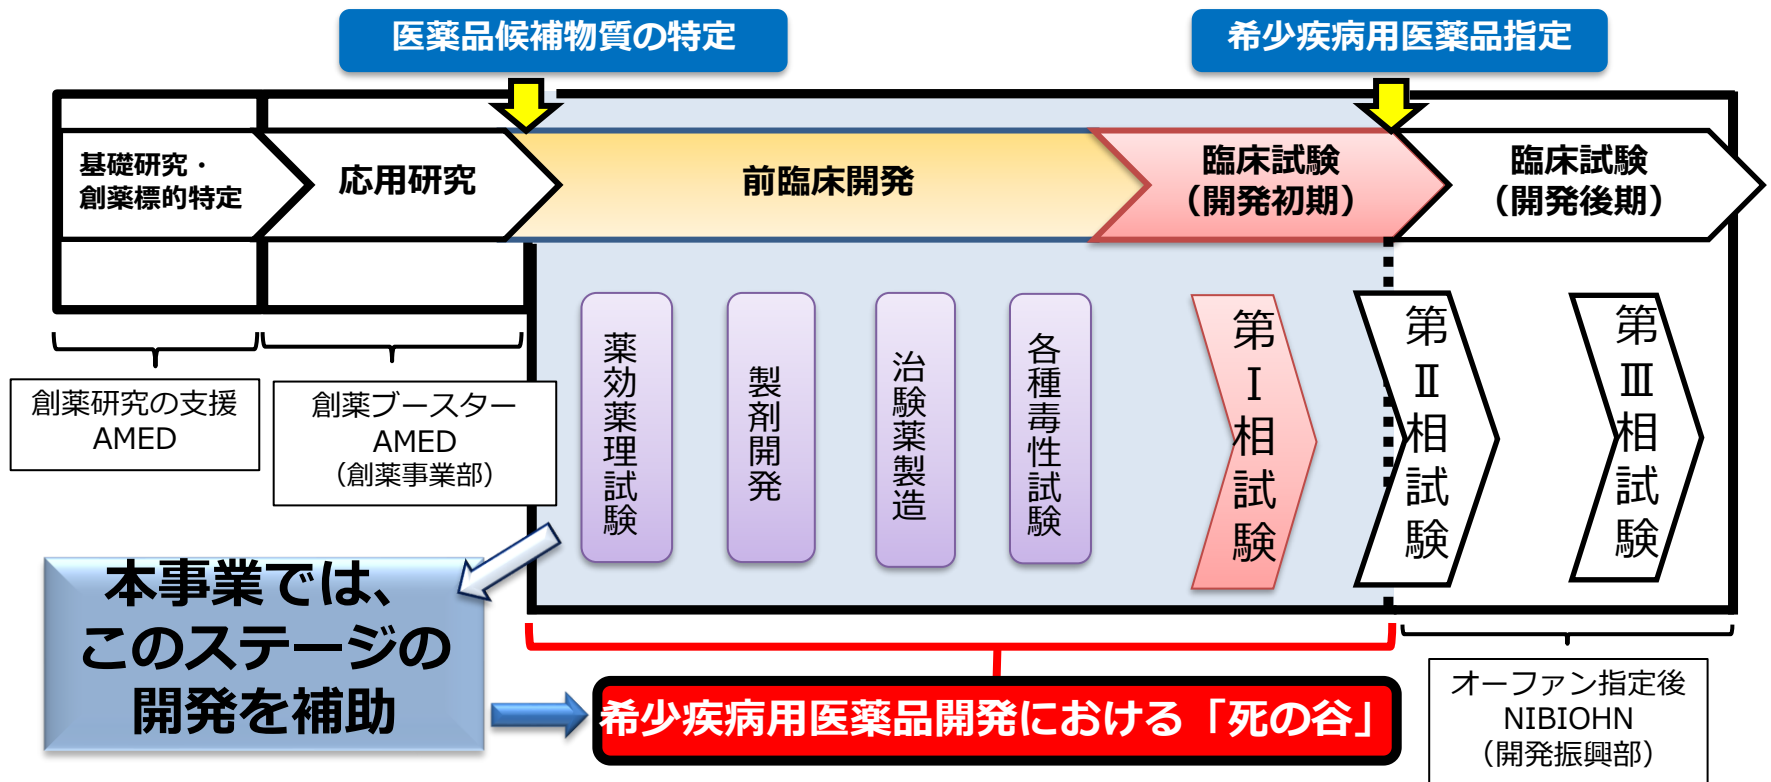 医薬品候補物質の特定
希少疾病用医薬品指定
基礎研究・
創薬標的特定
応用研究
前臨床開発
臨床試験
（開発初期）
臨床試験
（開発後期）
薬効薬理試験
製剤開発
治験薬製造
各種毒性試験
第Ⅰ相試験
第Ⅱ相試験
第Ⅲ相試験
創薬研究の支援
AMED
創薬ブースター
AMED
（創薬事業部）
本事業では、
このステージの
開発を補助
希少疾病用医薬品開発における「死の谷」
オーファン指定後
NIBIOHN
（開発振興部）